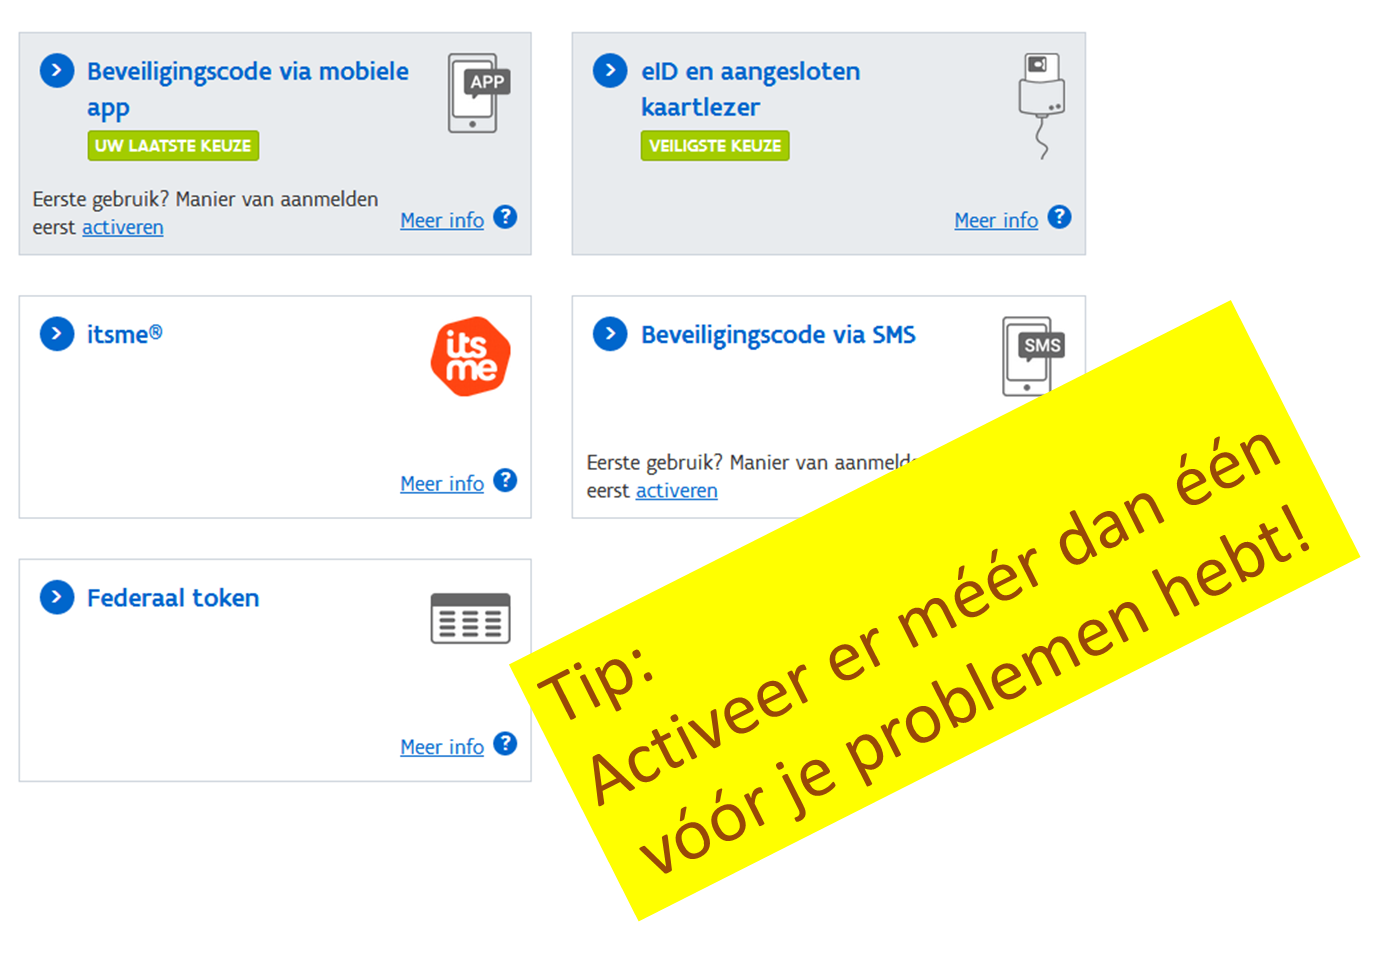 Beveiligingscode via mobiele
app
APP
UW LAATSTE KEUZE
Eerste gebruik? Manier van aanmelden
eerst activeren
Meer info ?
eID en aangesloten
kaartlezer
VEILIGSTE KEUZE
Meer info ?
itsme®
its
me
Meer info ?
Beveiligingscode via SMS
SMS
Eerste gebruik? Manier van
eerst activeren
Federaal token
Meer info ?
Tip:
Activeer er méér dan één
vóór je problemen hebt!